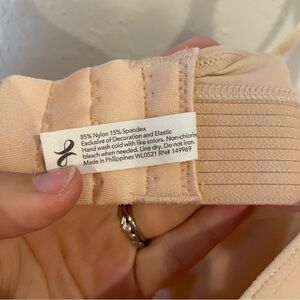 85% Nylon 15% Spandex
Exclusive of Decoration and Elastic
Hand wash cold with like colors. Non-chlorin
bleach when needed. Line dry. Do not iron.
Made in Philippines WL0521 RN# 149969